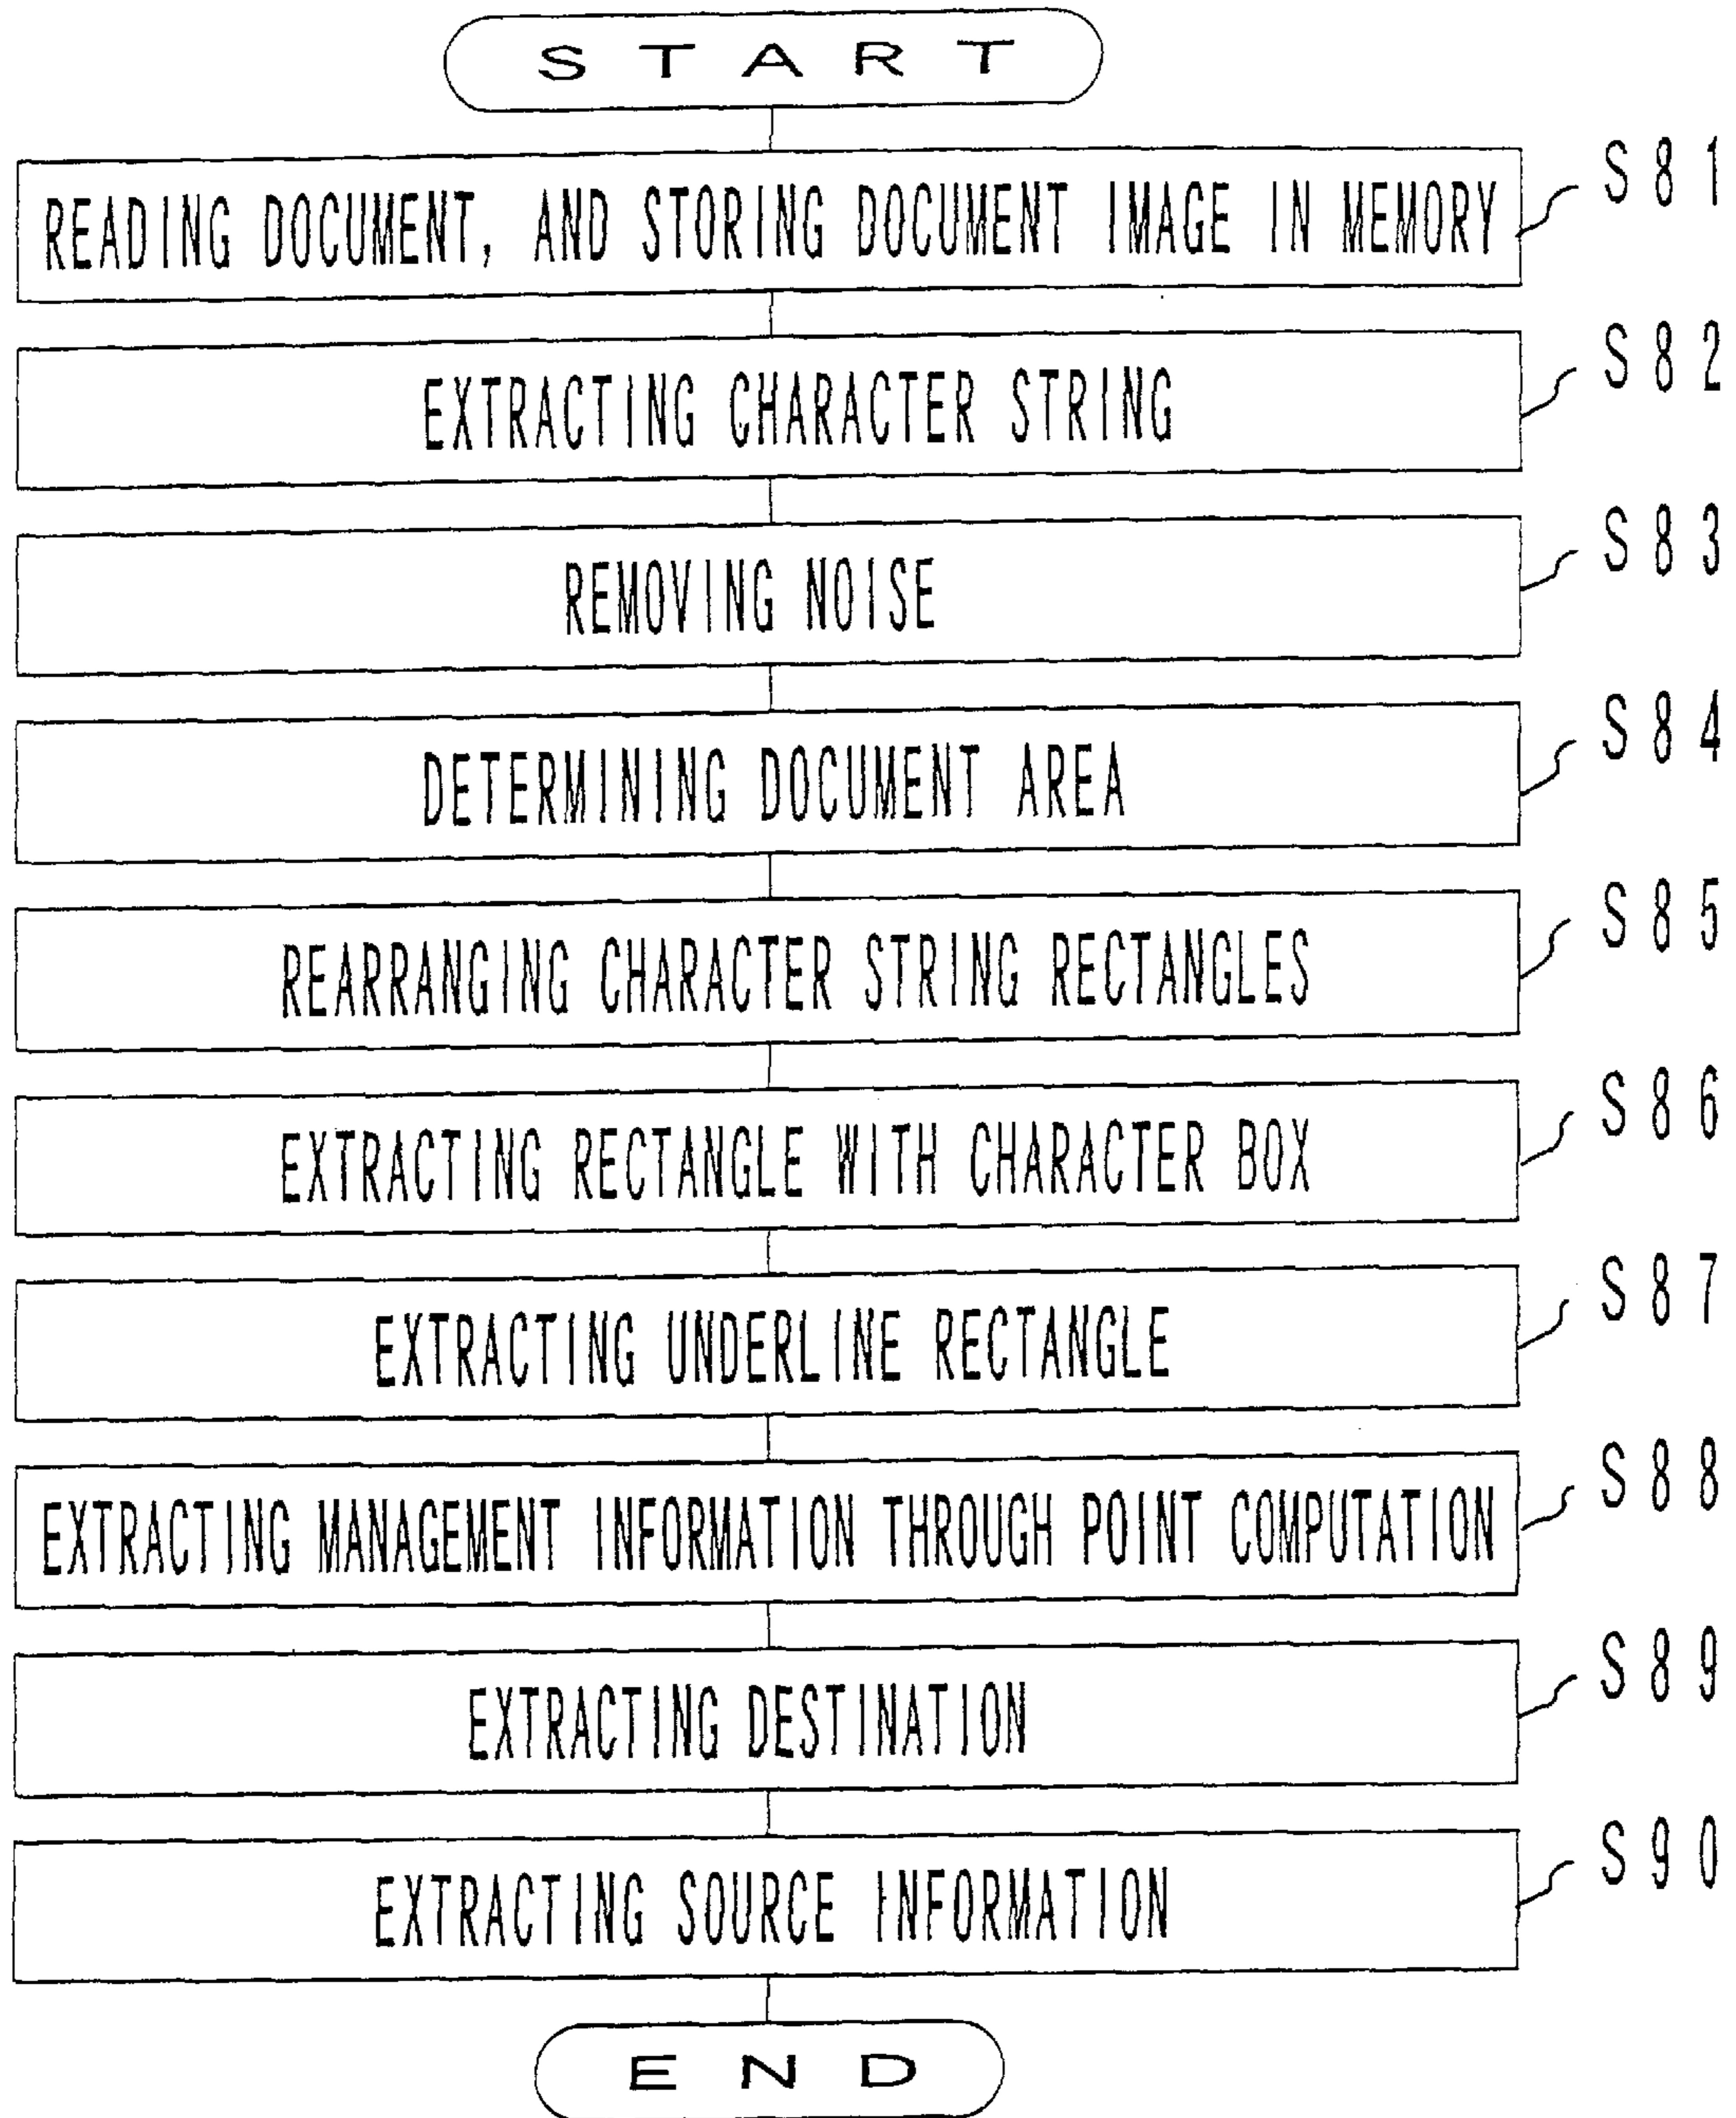 START
S81
READING DOCUMENT, AND STORING DOCUMENT IMAGE IN MEMORY
S82
EXTRACTING CHARACTER STRING
S83
REMOVING NOISE
S84
DETERMINING DOCUMENT AREA
S85
REARRANGING CHARACTER STRING RECTANGLES
S86
EXTRACTING RECTANGLE WITH CHARACTER BOX
S87
EXTRACTING UNDERLINE RECTANGLE
S88
EXTRACTING MANAGEMENT INFORMATION THROUGH POINT COMPUTATION
S89
EXTRACTING DESTINATION
S90
EXTRACTING SOURCE INFORMATION
END